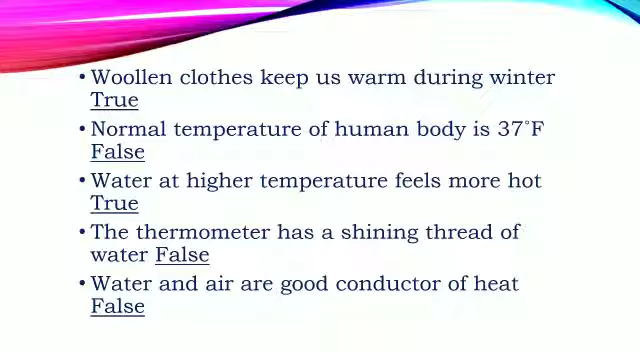 • Woollen clothes keep us warm during winter
True
• Normal temperature of human body is 37˚F
False
• Water at higher temperature feels more hot
True
• The thermometer has a shining thread of
water False
• Water and air are good conductor of heat
False